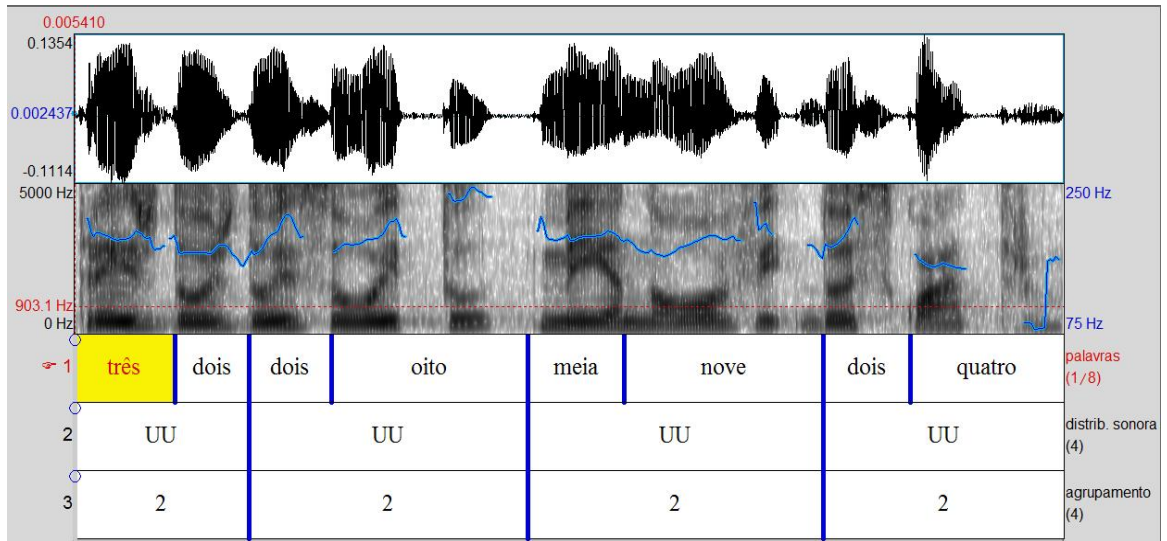 0.005410
0.1354
0.002437
-0.1114
5000 Hz 250 Hz
903.1 Hz
0 Hz 75 Hz
☞ 1 três dois dois oito meia nove dois quatro palavras (1/8)
2 UU UU UU UU distrib. sonora (4)
3 2 2 2 2 agrupamento (4)